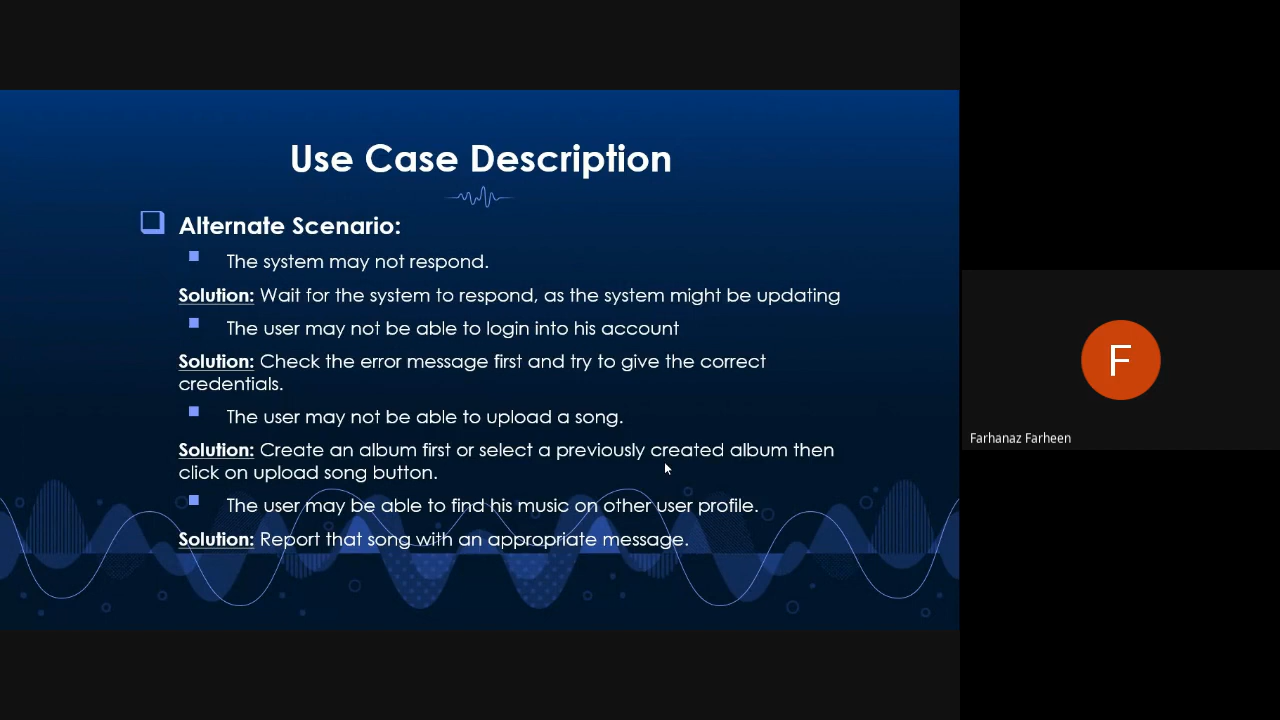 Use Case Description
Alternate Scenario:
The system may not respond.
Solution: Wait for the system to respond, as the system might be updating
The user may not be able to login into his account
Solution: Check the error message first and try to give the correct
credentials.
The user may not be able to upload a song.
Solution: Create an album first or select a previously created album then
click on upload song button.
The user may be able to find his music on other user profile.
Solution: Report that song with an appropriate message.
F
Farhanaz Farheen